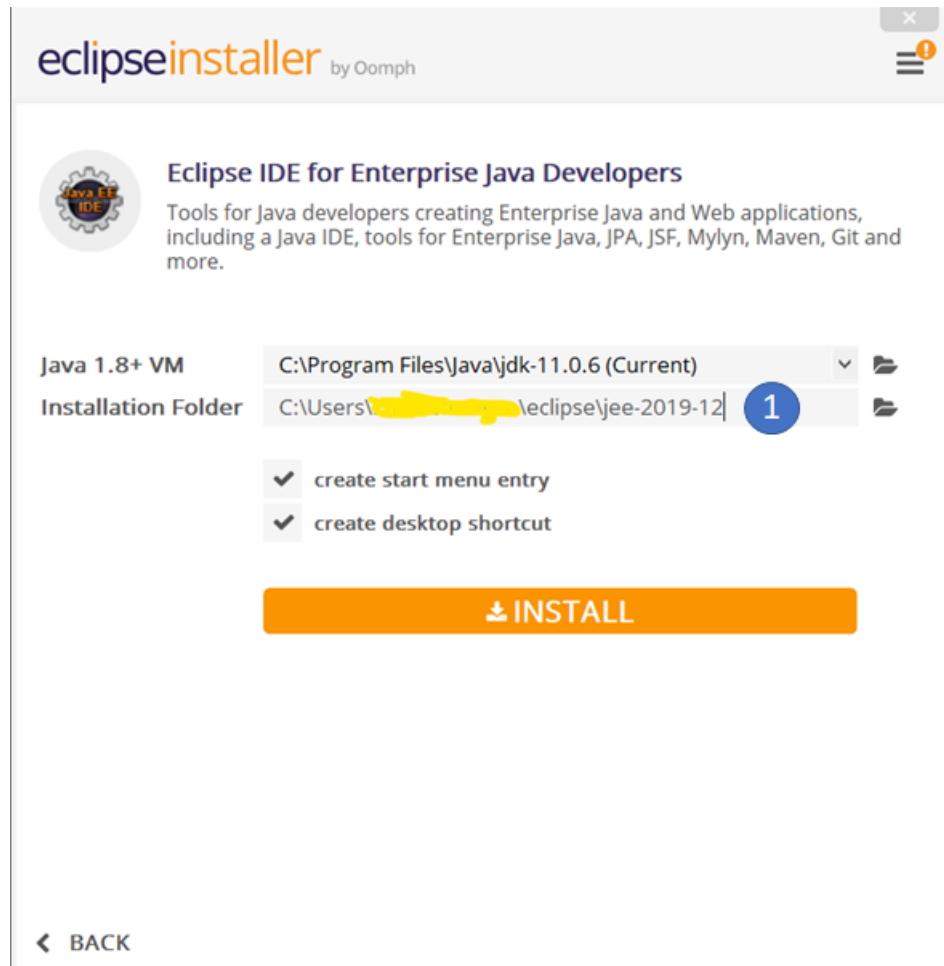 eclipseinstaller by Oomph
Java EE
IDE
Eclipse IDE for Enterprise Java Developers
Tools for Java developers creating Enterprise Java and Web applications,
including a Java IDE, tools for Enterprise Java, JPA, JSF, Mylyn, Maven, Git and
more.
Java 1.8+ VM C:\Program Files\Java\jdk-11.0.6 (Current)
Installation Folder C:\Users\ \eclipse\jee-2019-12 1
create start menu entry
create desktop shortcut
INSTALL
BACK